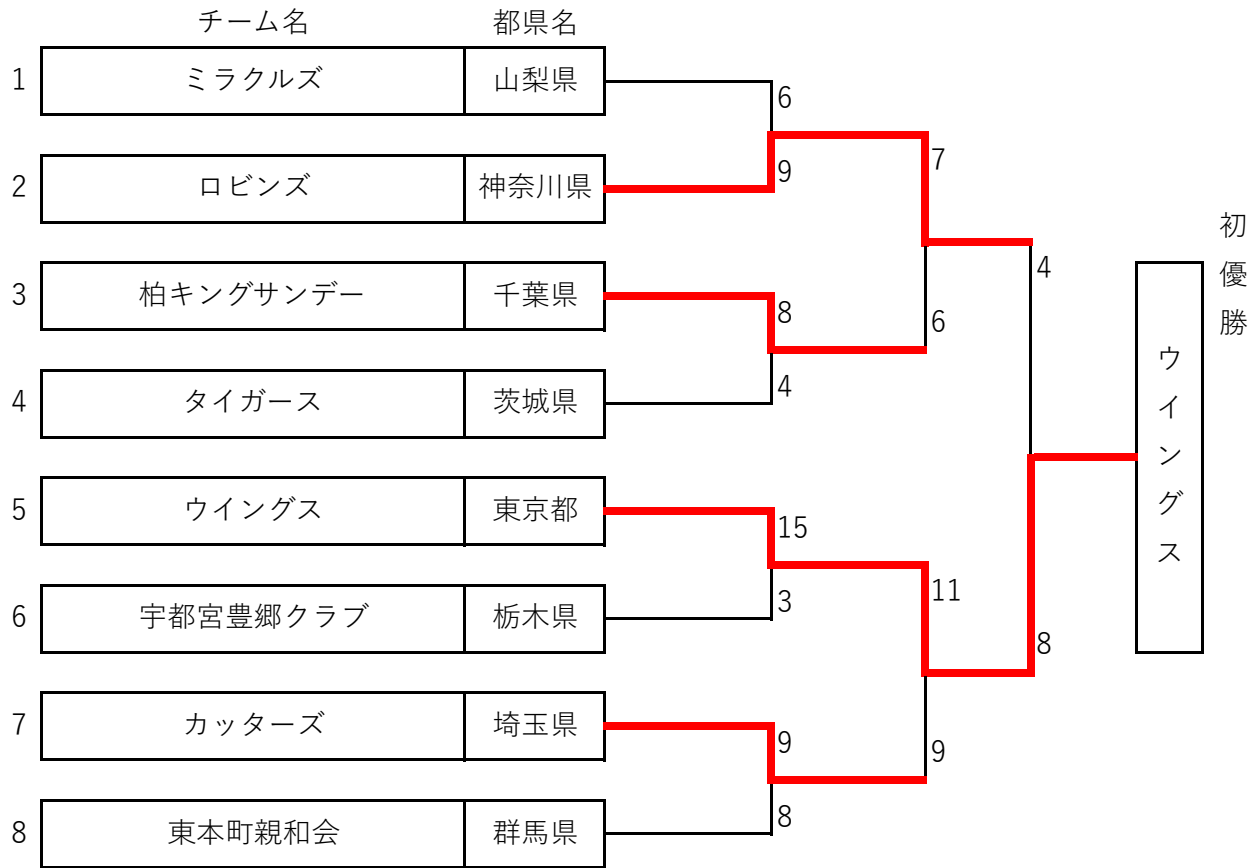 チーム名 都県名
1 ミラクルズ 山梨県
6
2 ロビンズ 神奈川県
9
7
3 柏キングサンデー 千葉県
8
6
4 タイガース 茨城県
4
4
5 ウイングス 東京都
15
11
6 宇都宮豊郷クラブ 栃木県
3
8
7 カッターズ 埼玉県
9
9
8 東本町親和会 群馬県
8
ウイングス
初優勝